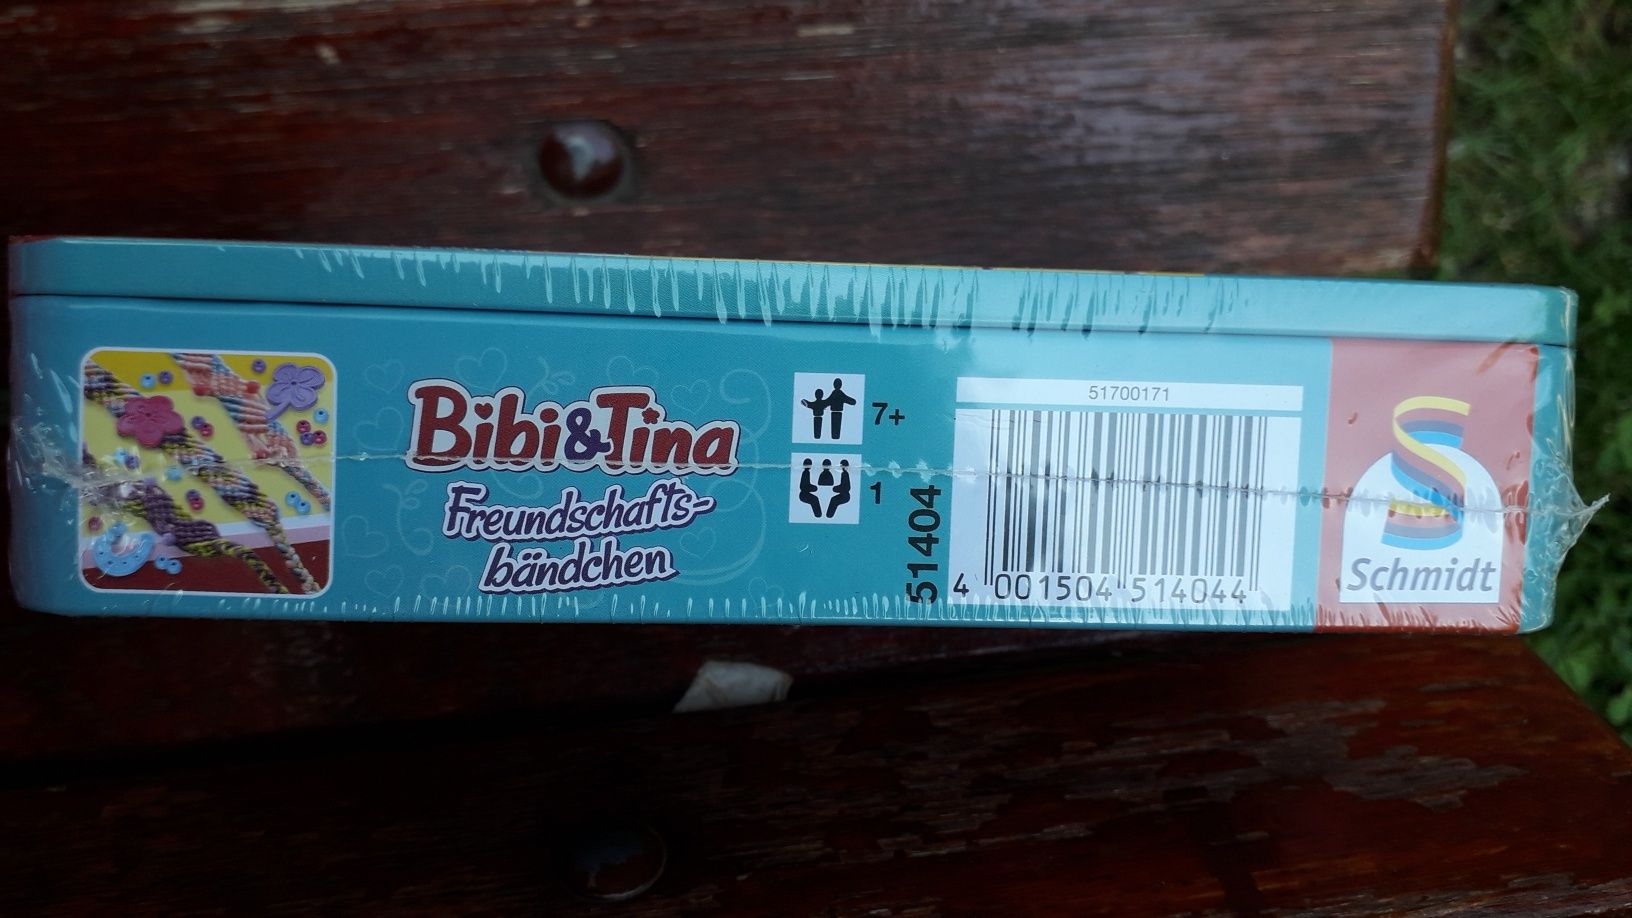 Bibi&Tina
Freundschafts-
bändchen
7+
1
51404
51700171
4 001504 514044
Schmidt